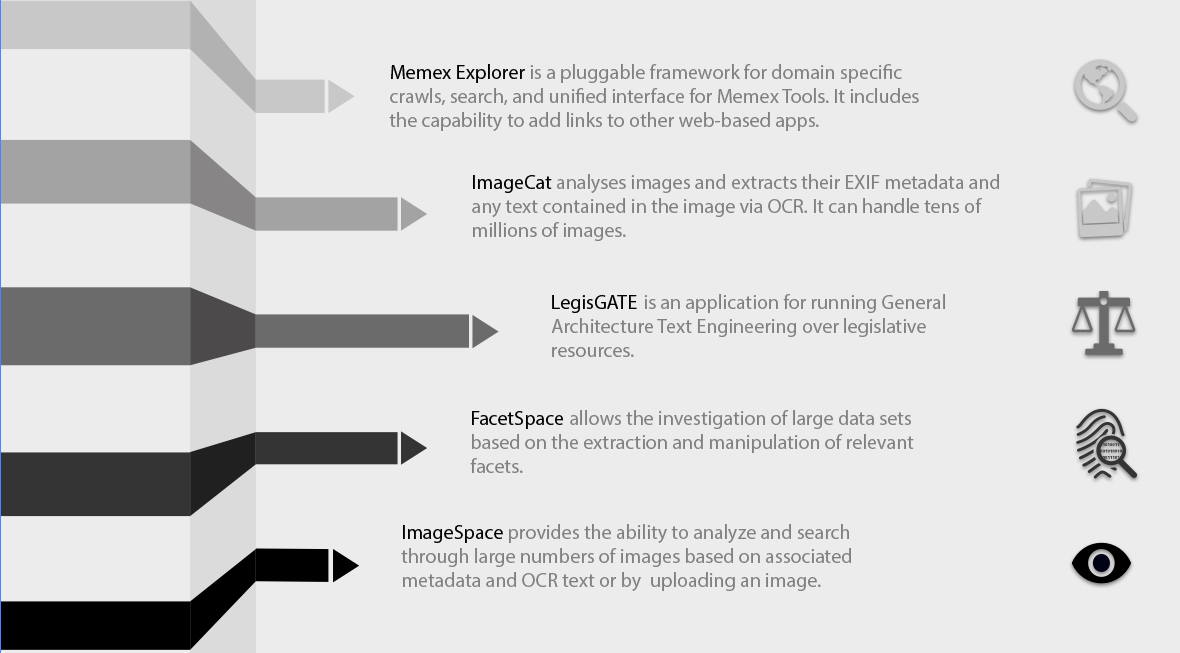 Memex Explorer is a pluggable framework for domain specific
crawls, search, and unified interface for Memex Tools. It includes
the capability to add links to other web-based apps.
ImageCat analyses images and extracts their EXIF metadata and
any text contained in the image via OCR. It can handle tens of
millions of images.
LegisGATE is an application for running General
Architecture Text Engineering over legislative
resources.
FacetSpace allows the investigation of large data sets
based on the extraction and manipulation of relevant
facets.
ImageSpace provides the ability to analyze and search
through large numbers of images based on associated
metadata and OCR text or by  uploading an image.